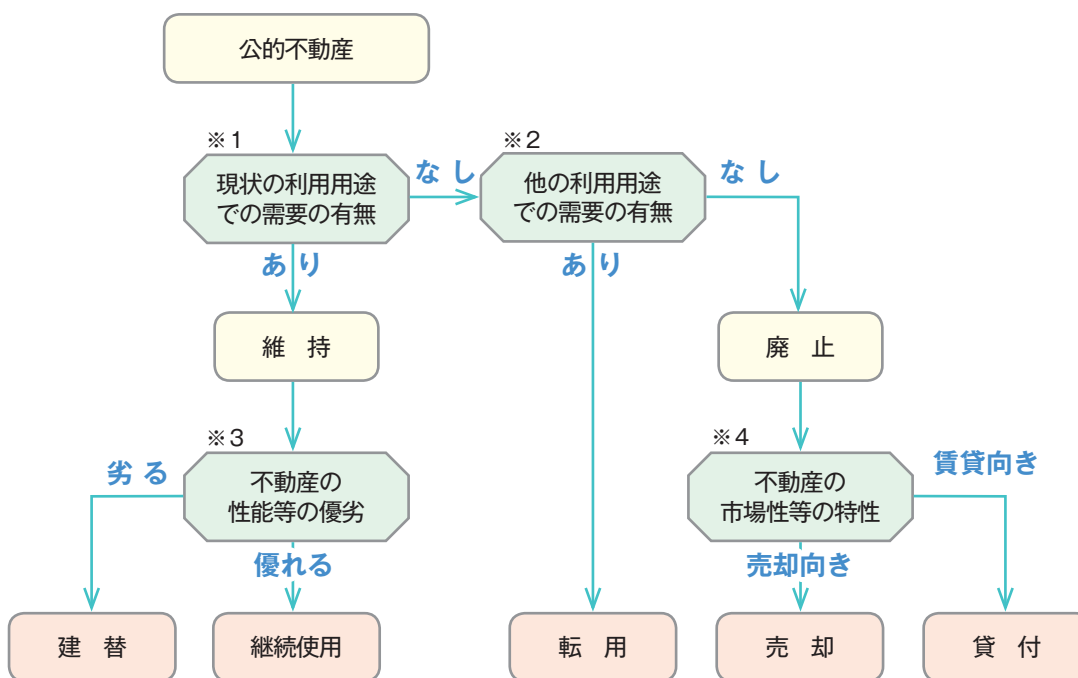 公的不動産
※1
現状の利用用途
での需要の有無
なし
※2
他の利用用途
での需要の有無
なし
あり
あり
維　持
廃　止
※3
不動産の
性能等の優劣
劣る
優れる
※4
不動産の
市場性等の特性
賃貸向き
売却向き
建　替
継続使用
転　用
売　却
貸　付